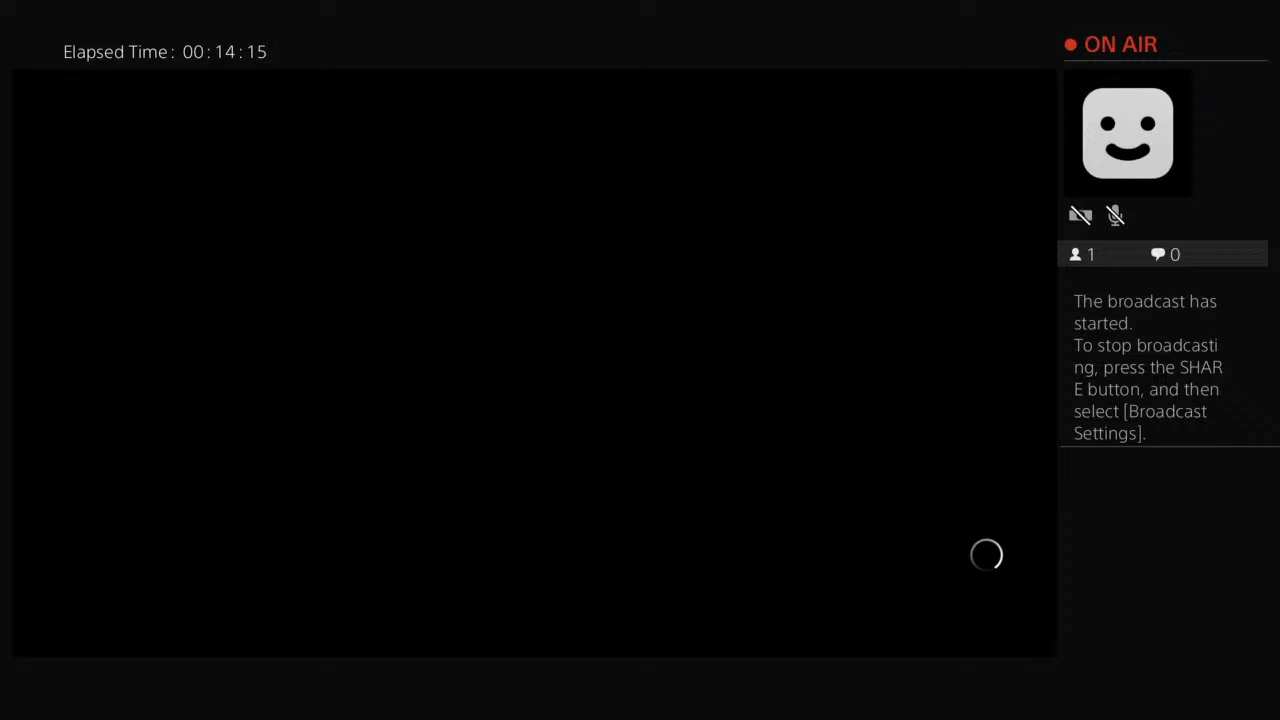 Elapsed Time: 00:14:15
ON AIR
1
0
The broadcast has
started.
To stop broadcasti
ng, press the SHAR
E button, and then
select [Broadcast
Settings].